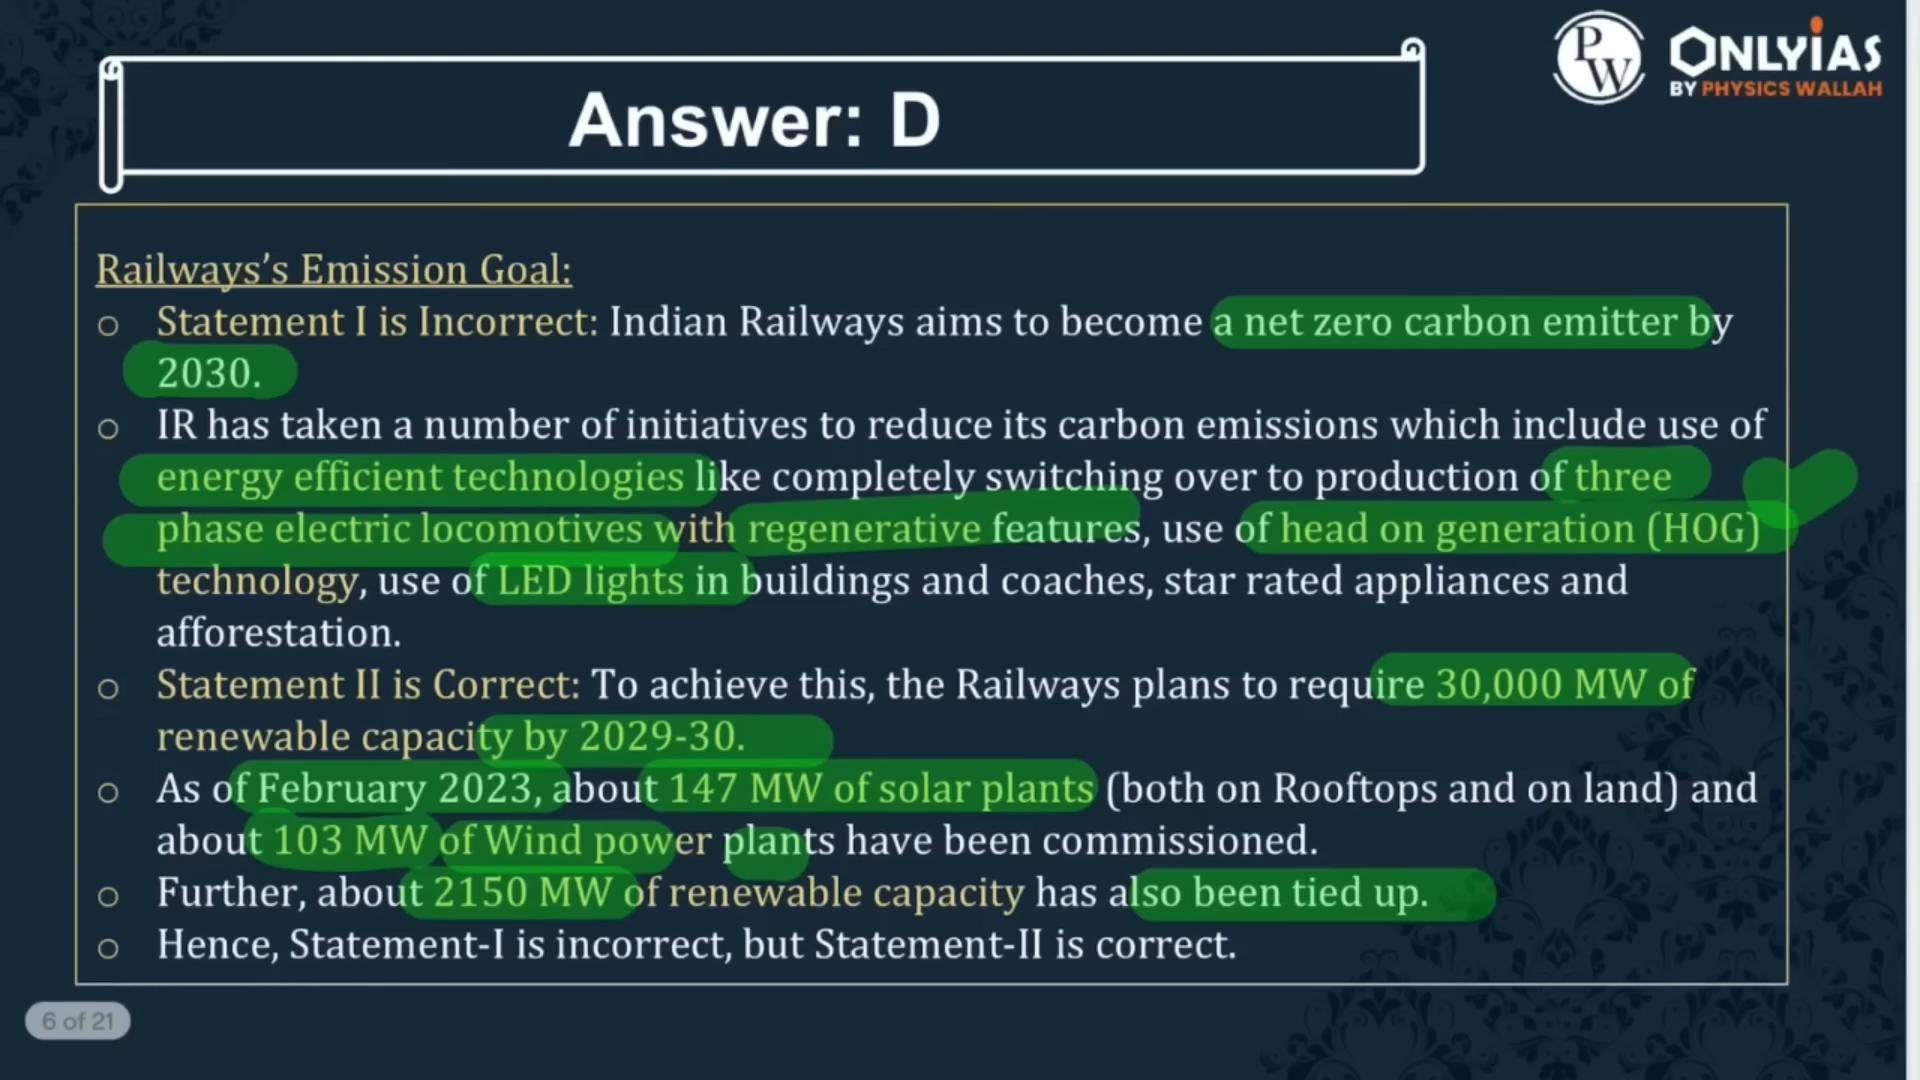 PW
ONLYiAS
BY PHYSICS WALLAH
Answer: D
Railways’s Emission Goal:
o Statement I is Incorrect: Indian Railways aims to become a net zero carbon emitter by
2030.
o IR has taken a number of initiatives to reduce its carbon emissions which include use of
energy efficient technologies like completely switching over to production of three
phase electric locomotives with regenerative features, use of head on generation (HOG)
technology, use of LED lights in buildings and coaches, star rated appliances and
afforestation.
o Statement II is Correct: To achieve this, the Railways plans to require 30,000 MW of
renewable capacity by 2029-30.
o As of February 2023, about 147 MW of solar plants (both on Rooftops and on land) and
about 103 MW of Wind power plants have been commissioned.
o Further, about 2150 MW of renewable capacity has also been tied up.
o Hence, Statement-I is incorrect, but Statement-II is correct.
6 of 21